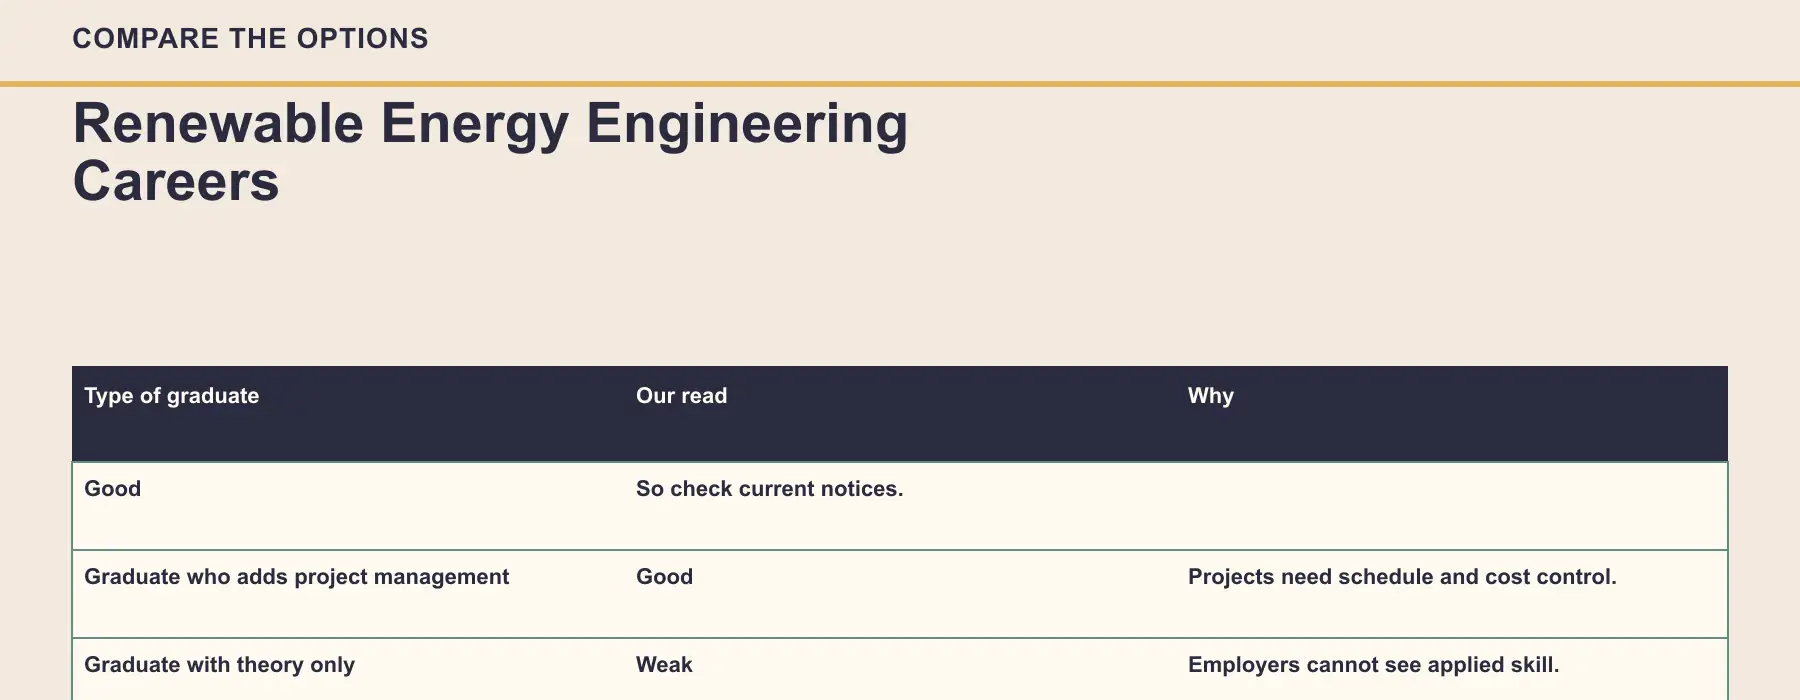 COMPARE THE OPTIONS
Renewable Energy Engineering
Careers
Type of graduate Our read Why
Good So check current notices.
Graduate who adds project management Good Projects need schedule and cost control.
Graduate with theory only Weak Employers cannot see applied skill.